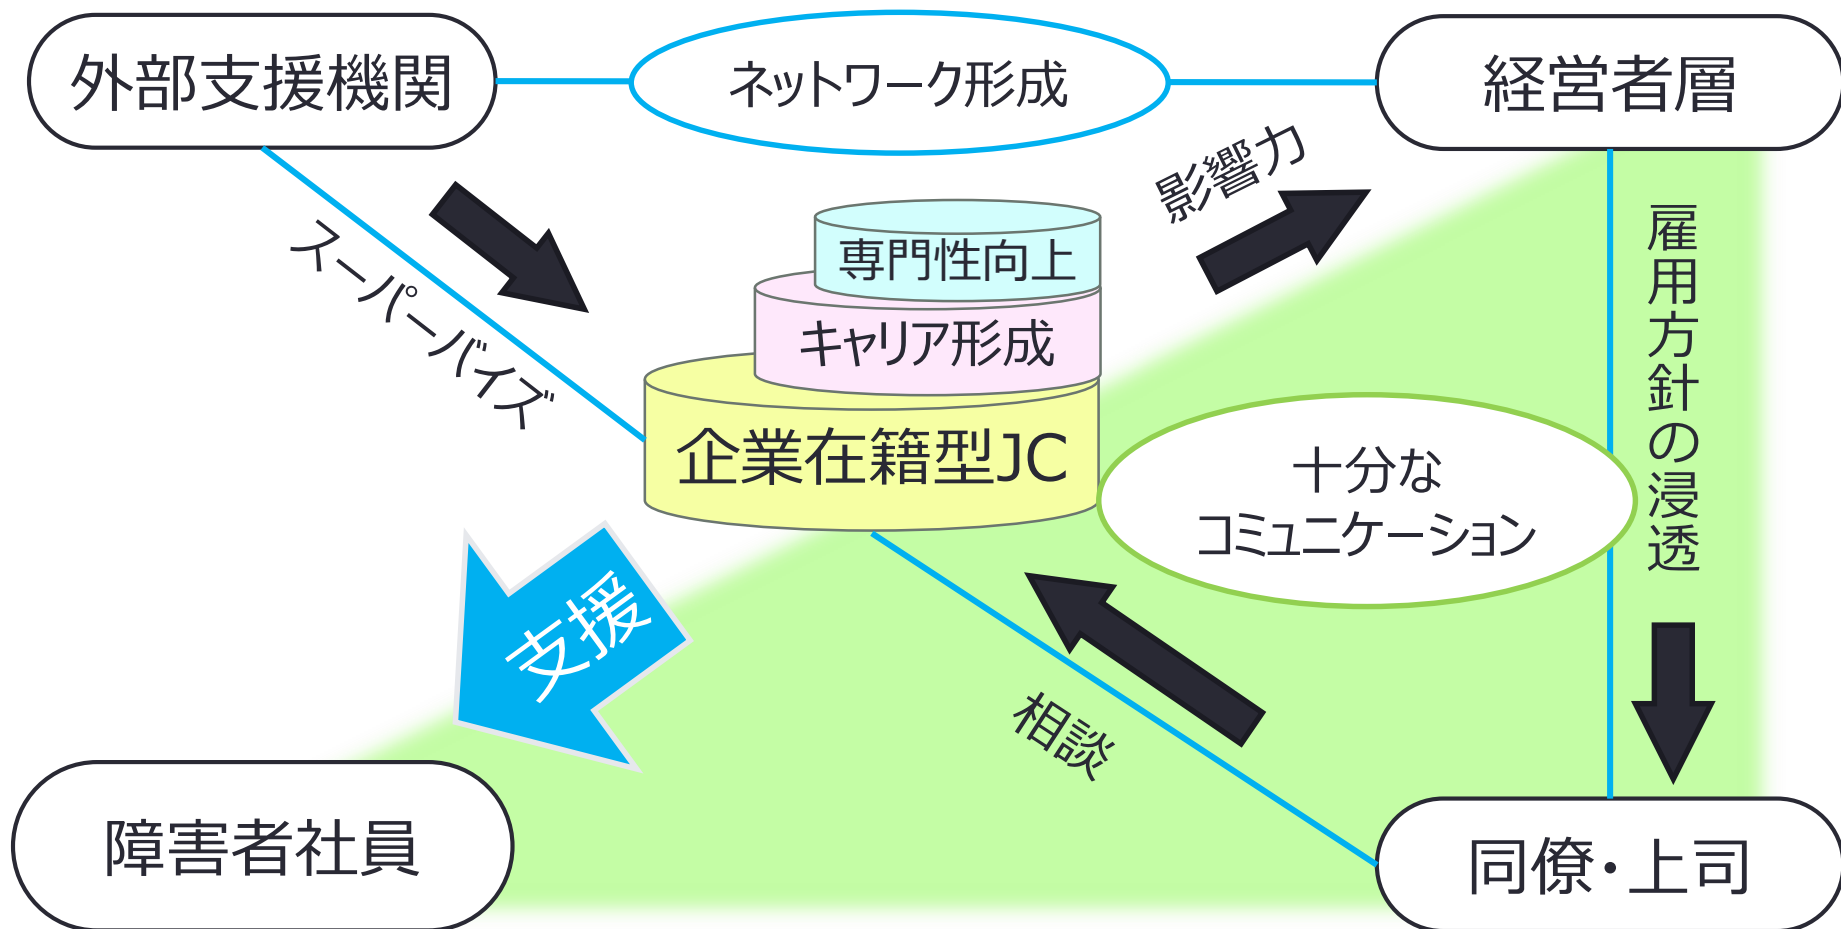 外部支援機関
ネットワーク形成
経営者層
影響力
スーパーバイズ
専門性向上
キャリア形成
企業在籍型JC
雇用方針の浸透
十分な
コミュニケーション
支援
相談
障害者社員
同僚・上司